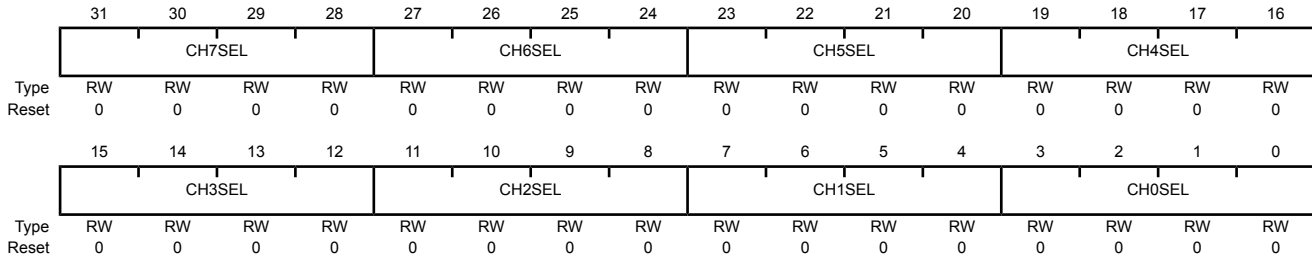 31 30 29 28 27 26 25 24 23 22 21 20 19 18 17 16
CH7SEL CH6SEL CH5SEL CH4SEL
Type RW RW RW RW RW RW RW RW RW RW RW RW RW RW RW RW
Reset 0 0 0 0 0 0 0 0 0 0 0 0 0 0 0 0
15 14 13 12 11 10 9 8 7 6 5 4 3 2 1 0
CH3SEL CH2SEL CH1SEL CH0SEL
Type RW RW RW RW RW RW RW RW RW RW RW RW RW RW RW RW
Reset 0 0 0 0 0 0 0 0 0 0 0 0 0 0 0 0